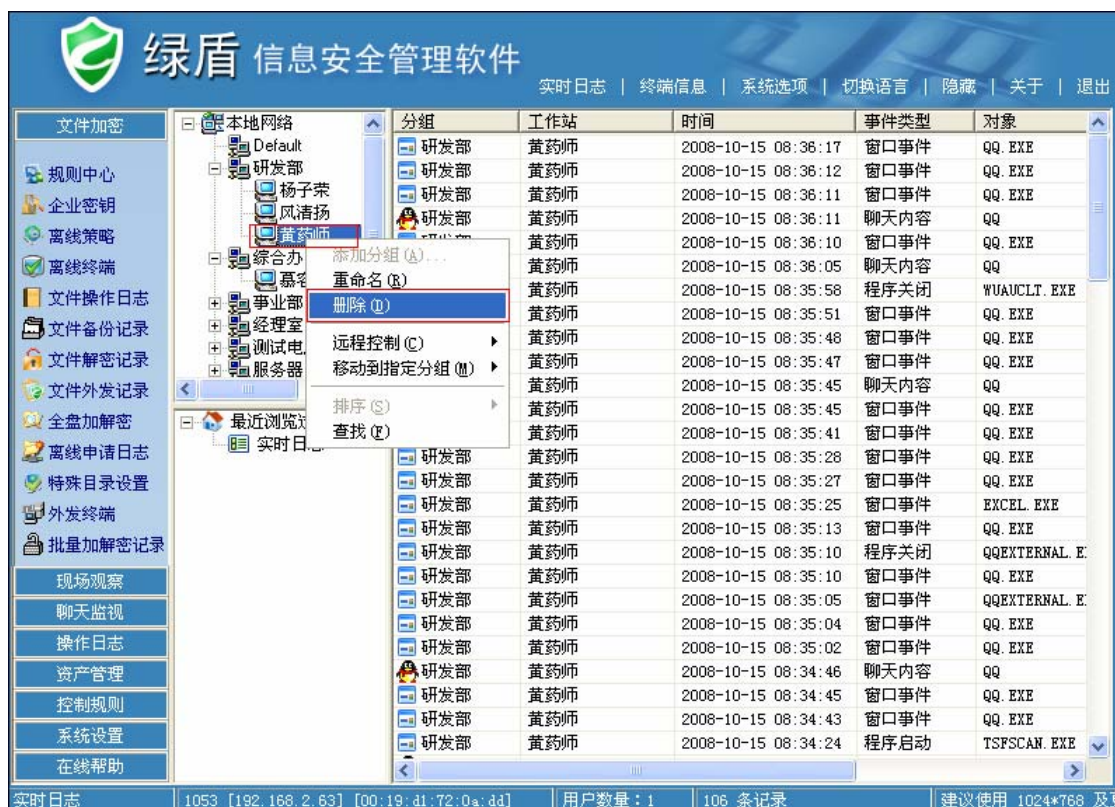 绿盾 信息安全管理软件
实时日志 | 终端信息 | 系统选项 | 切换语言 | 隐藏 | 关于 | 退出
文件加密
规则中心
企业密钥
离线策略
离线终端
文件操作日志
文件备份记录
文件解密记录
文件外发记录
全盘加解密
离线申请日志
特殊目录设置
外发终端
批量加解密记录
现场观察
聊天监视
操作日志
资产管理
控制规则
系统设置
在线帮助
本地网络
Default
研发部
杨子荣
风清扬
黄药师
综合办
慕容
事业部
经理室
测试电
服务器
最近浏览
实时日
添加分组(A)...
重命名(R)
删除(D)
远程控制(C)
移动到指定分组(M)
排序(S)
查找(F)
分组 工作站 时间 事件类型 对象
研发部 黄药师 2008-10-15 08:36:17 窗口事件 QQ.EXE
研发部 黄药师 2008-10-15 08:36:12 窗口事件 QQ.EXE
研发部 黄药师 2008-10-15 08:36:11 窗口事件 QQ.EXE
研发部 黄药师 2008-10-15 08:36:11 聊天内容 QQ
黄药师 2008-10-15 08:36:10 窗口事件 QQ.EXE
黄药师 2008-10-15 08:36:05 聊天内容 QQ
黄药师 2008-10-15 08:35:58 程序关闭 WUAUCLT.EXE
黄药师 2008-10-15 08:35:51 窗口事件 QQ.EXE
黄药师 2008-10-15 08:35:48 窗口事件 QQ.EXE
黄药师 2008-10-15 08:35:47 窗口事件 QQ.EXE
黄药师 2008-10-15 08:35:45 聊天内容 QQ
黄药师 2008-10-15 08:35:45 窗口事件 QQ.EXE
黄药师 2008-10-15 08:35:41 窗口事件 QQ.EXE
研发部 黄药师 2008-10-15 08:35:28 窗口事件 QQ.EXE
研发部 黄药师 2008-10-15 08:35:27 窗口事件 QQ.EXE
研发部 黄药师 2008-10-15 08:35:25 窗口事件 EXCEL.EXE
研发部 黄药师 2008-10-15 08:35:13 窗口事件 QQ.EXE
研发部 黄药师 2008-10-15 08:35:10 程序关闭 QQEXTERNAL.E
研发部 黄药师 2008-10-15 08:35:10 窗口事件 QQ.EXE
研发部 黄药师 2008-10-15 08:35:05 窗口事件 QQEXTERNAL.E
研发部 黄药师 2008-10-15 08:35:04 窗口事件 QQ.EXE
研发部 黄药师 2008-10-15 08:35:02 窗口事件 QQ.EXE
研发部 黄药师 2008-10-15 08:34:46 聊天内容 QQ
研发部 黄药师 2008-10-15 08:34:45 窗口事件 QQ.EXE
研发部 黄药师 2008-10-15 08:34:43 窗口事件 QQ.EXE
研发部 黄药师 2008-10-15 08:34:24 程序启动 TSFSCAN.EXE
实时日志 1053 [192.168.2.63] [00:19:d1:72:0a:dd] 用户数量:1 106 条记录 建议使用 1024*768 及